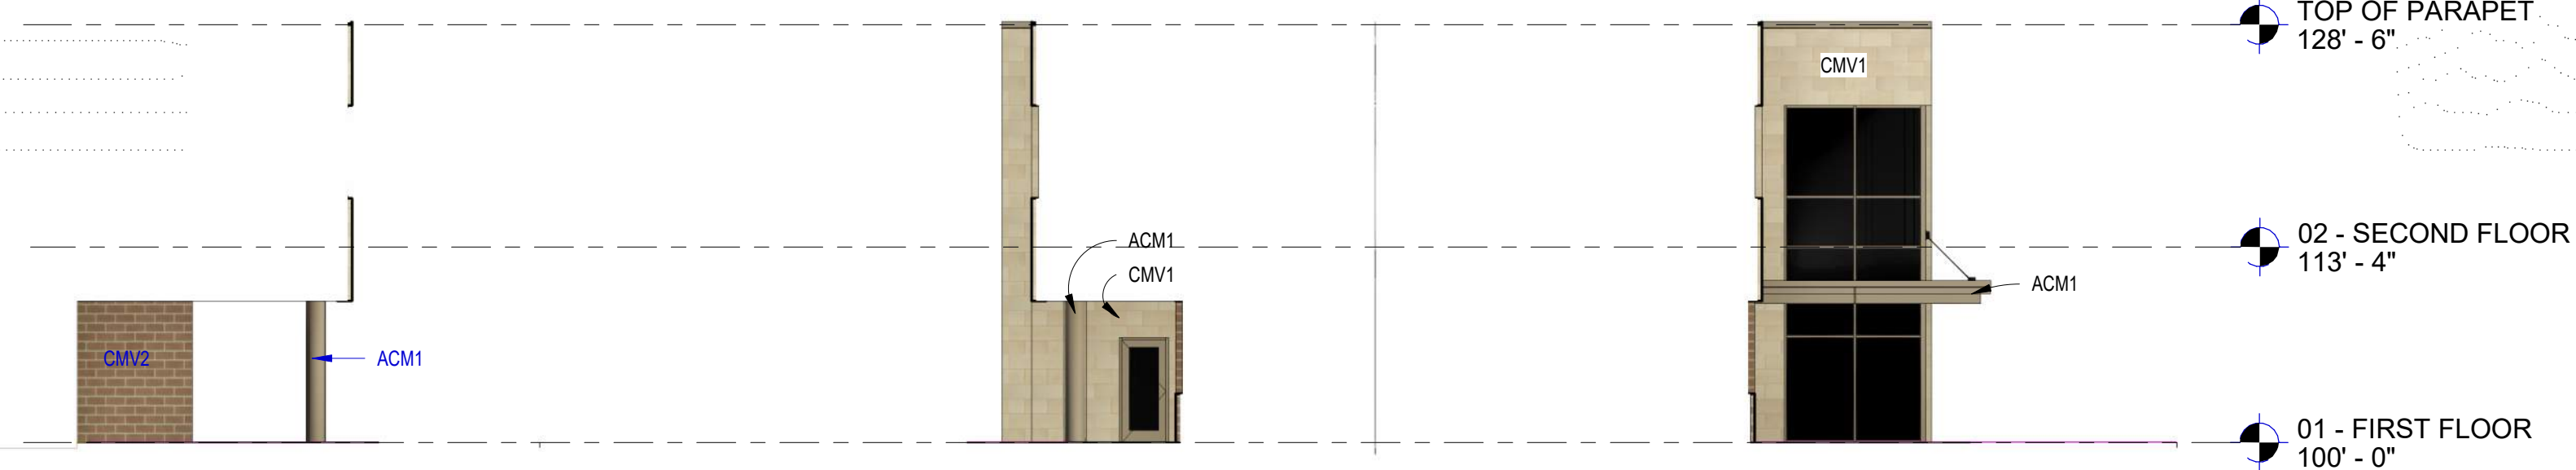 TOP OF PARAPET
128' - 6"
CMV1
02 - SECOND FLOOR
113' - 4"
ACM1
CMV1
ACM1
CMV2
ACM1
01 - FIRST FLOOR
100' - 0"